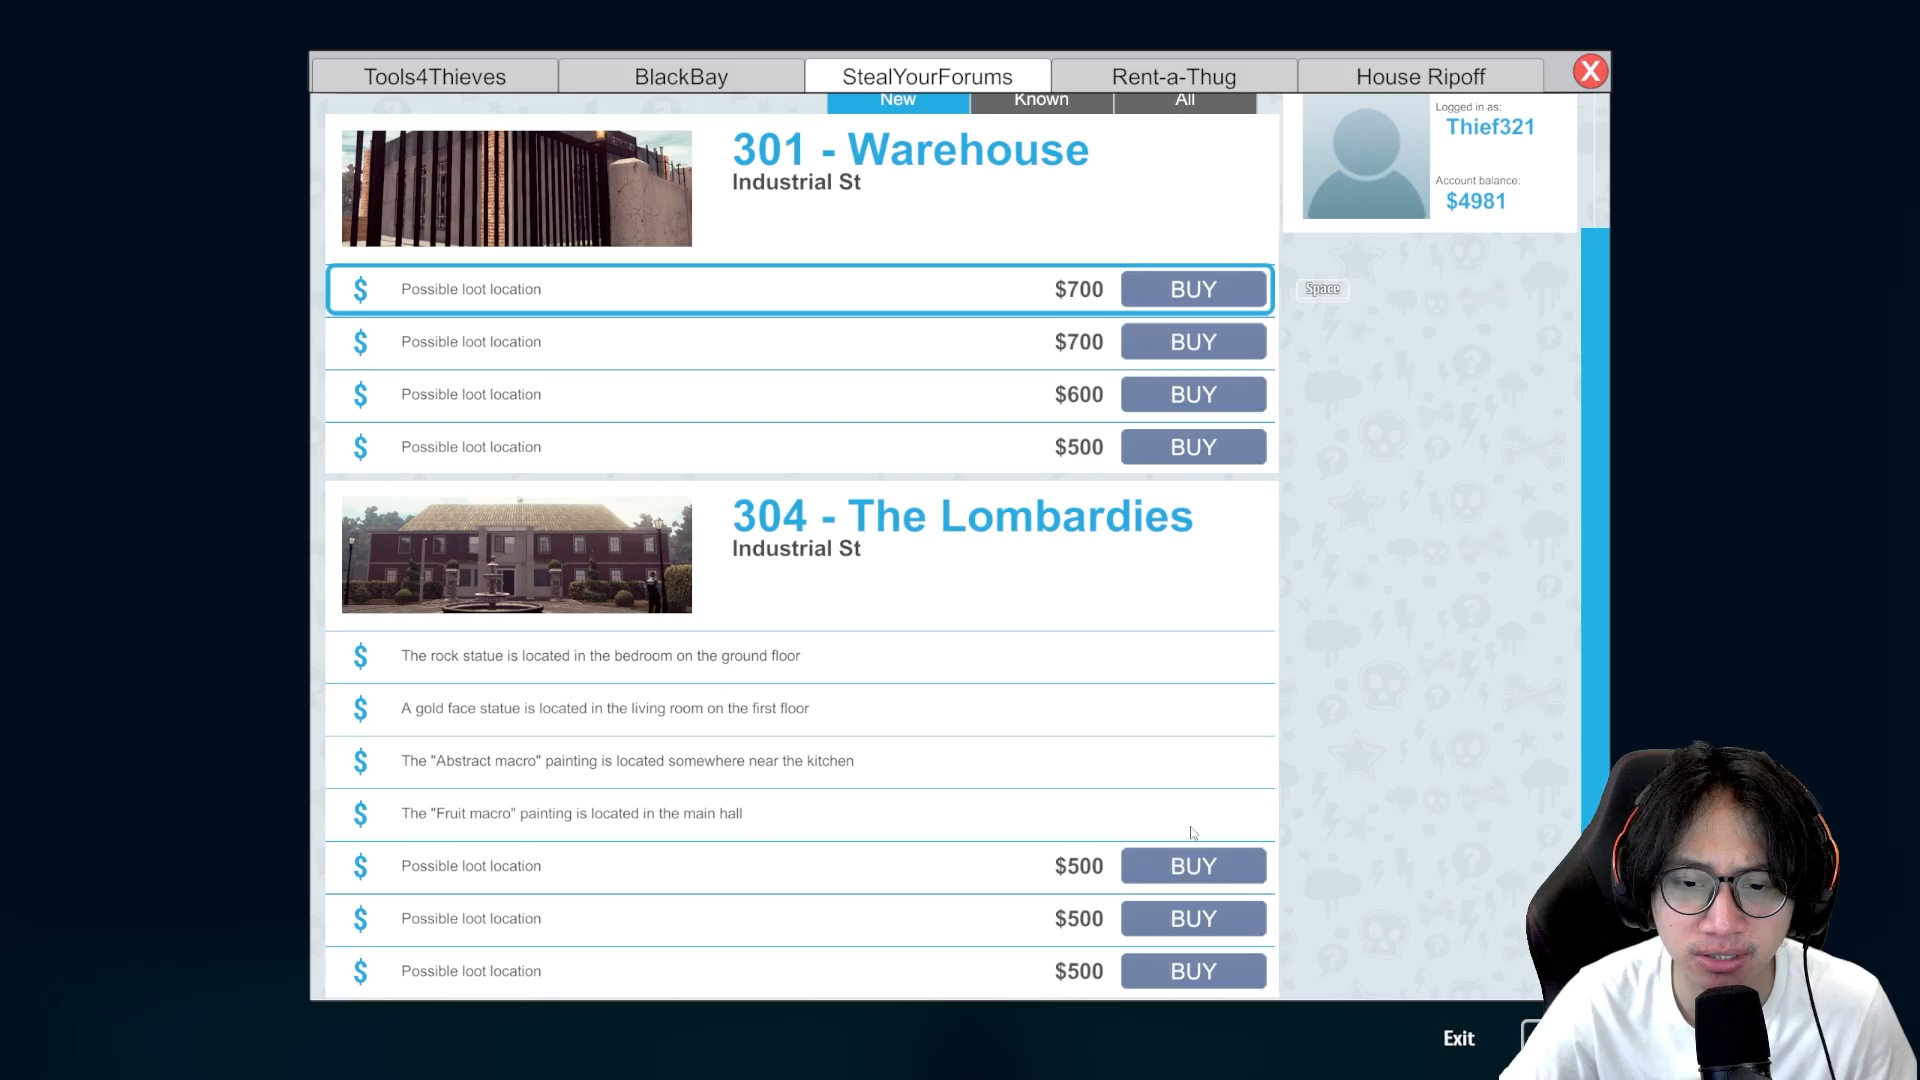 Tools4Thieves
BlackBay
StealYourForums
Rent-a-Thug
House Ripoff
X
New
Known
All
Logged in as:
Thief321
Account balance:
$4981
301 - Warehouse
Industrial St
$ Possible loot location $700 BUY
Space
$ Possible loot location $700 BUY
$ Possible loot location $600 BUY
$ Possible loot location $500 BUY
304 - The Lombardies
Industrial St
$ The rock statue is located in the bedroom on the ground floor
$ A gold face statue is located in the living room on the first floor
$ The "Abstract macro" painting is located somewhere near the kitchen
$ The "Fruit macro" painting is located in the main hall
$ Possible loot location $500 BUY
$ Possible loot location $500 BUY
$ Possible loot location $500 BUY
Exit